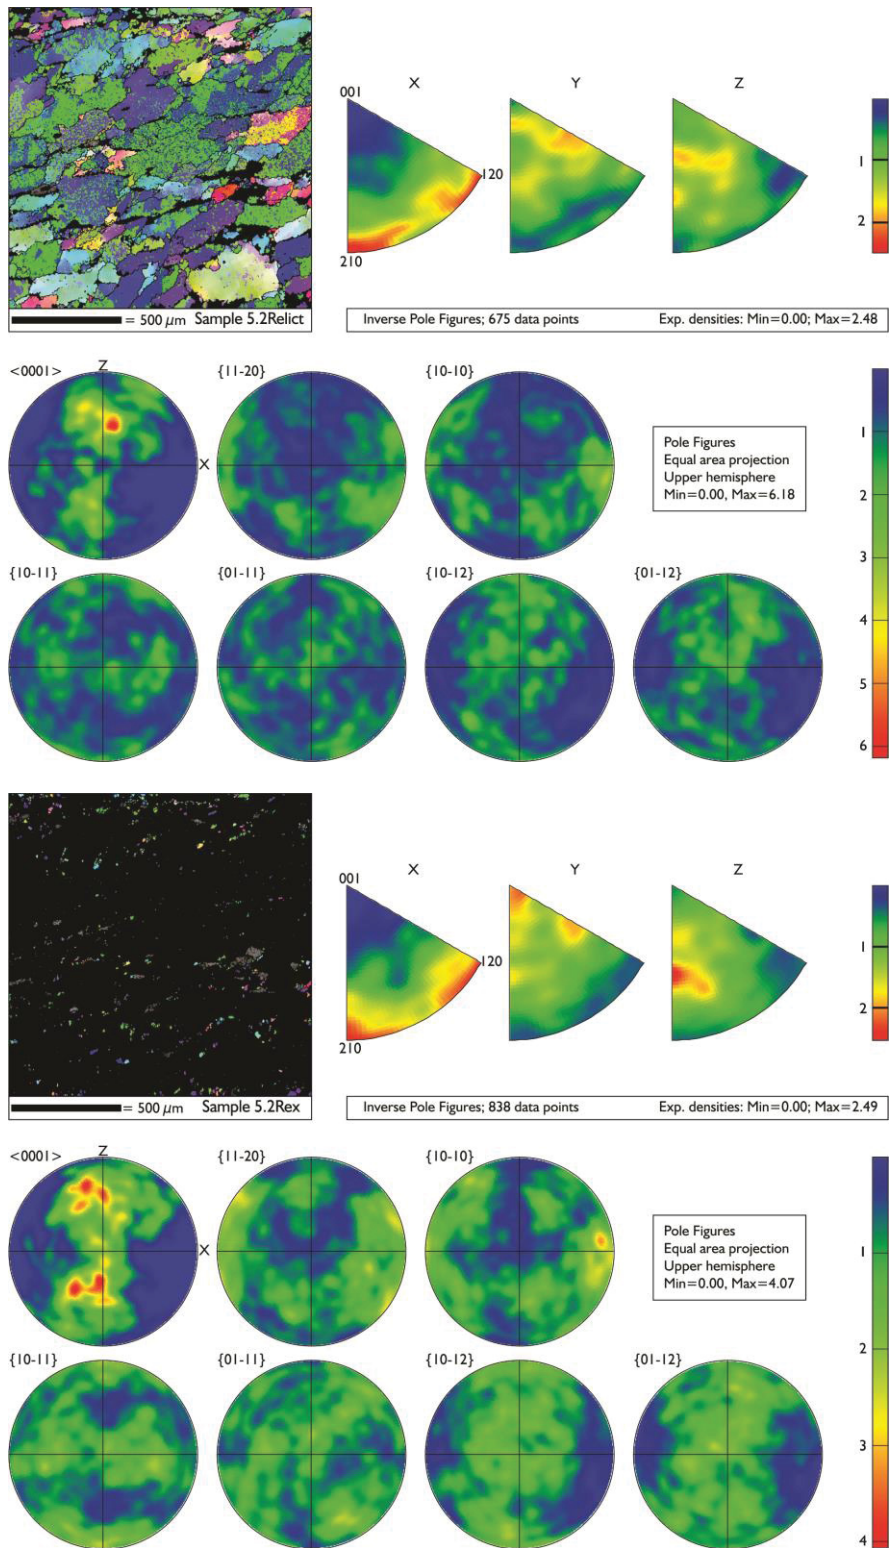 X Y Z
001
120
210
1
2
= 500 μm Sample 5.2Relict
Inverse Pole Figures; 675 data points Exp. densities: Min=0.00; Max=2.48
<0001> Z {11-20} {10-10}
X
Pole Figures
Equal area projection
Upper hemisphere
Min=0.00, Max=6.18
{10-11} {01-11} {10-12} {01-12}
1
2
3
4
5
6
X Y Z
001
120
210
1
2
= 500 μm Sample 5.2Rex
Inverse Pole Figures; 838 data points Exp. densities: Min=0.00; Max=2.49
<0001> Z {11-20} {10-10}
X
Pole Figures
Equal area projection
Upper hemisphere
Min=0.00, Max=4.07
{10-11} {01-11} {10-12} {01-12}
1
2
3
4